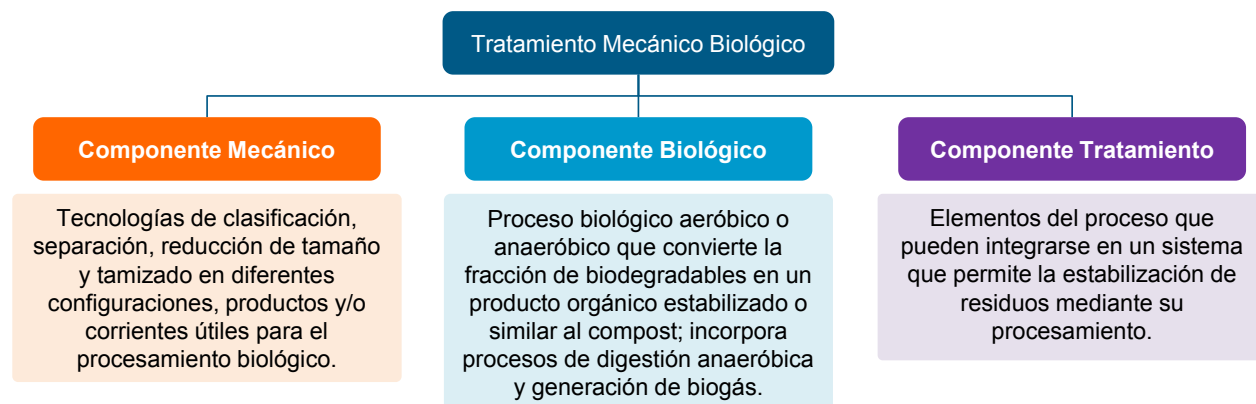 Tratamiento Mecánico Biológico
Componente Mecánico
Tecnologías de clasificación,
separación, reducción de tamaño
y tamizado en diferentes
configuraciones, productos y/o
corrientes útiles para el
procesamiento biológico.
Componente Biológico
Proceso biológico aeróbico o
anaeróbico que convierte la
fracción de biodegradables en un
producto orgánico estabilizado o
similar al compost; incorpora
procesos de digestión anaeróbica
y generación de biogás.
Componente Tratamiento
Elementos del proceso que
pueden integrarse en un sistema
que permite la estabilización de
residuos mediante su
procesamiento.